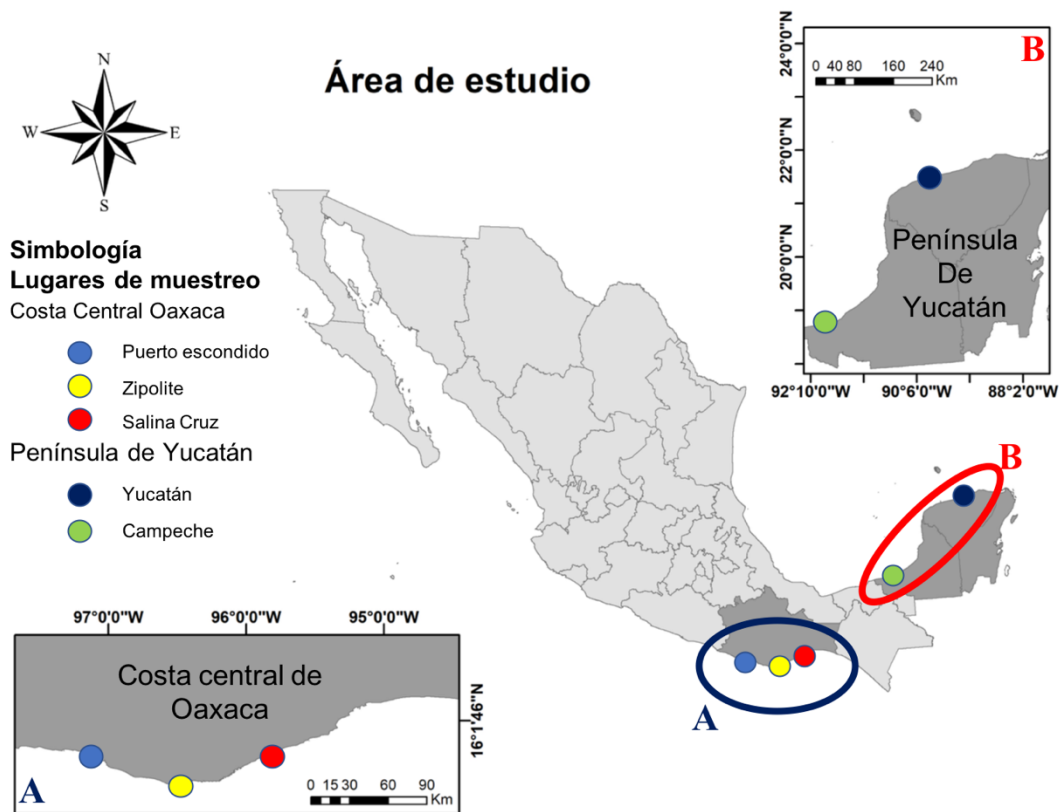 Área de estudio
N
W
E
S
Simbología
Lugares de muestreo
Costa Central Oaxaca
Puerto escondido
Zipolite
Salina Cruz
Península de Yucatán
Yucatán
Campeche
B
0 40 80 160 240
Km
24°0'0"N
22°0'0"N
20°0'0"N
Península
De
Yucatán
92°10'0"W 90°6'0"W 88°2'0"W
B
A
97°0'0"W 96°0'0"W 95°0'0"W
Costa central de
Oaxaca
16°1'46"N
A
0 15 30 60 90
Km